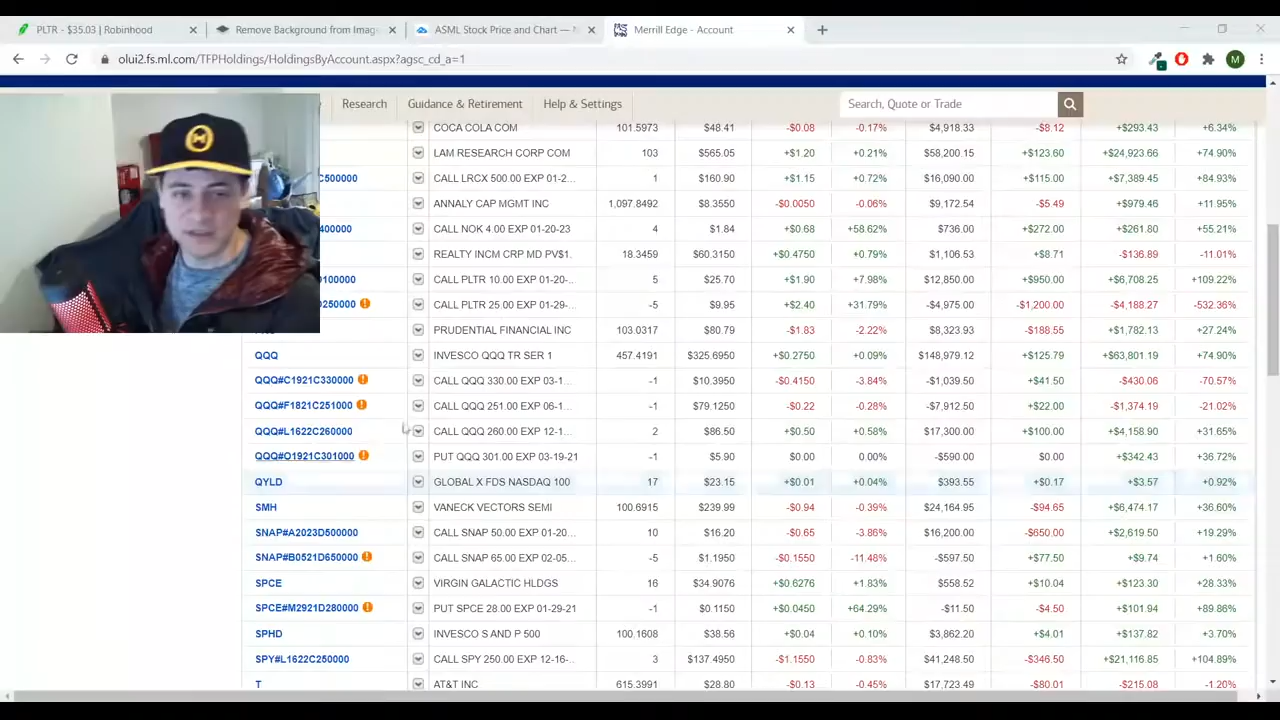 PLTR - $35.03 | Robinhood
Remove Background from Imag
ASML Stock Price and Chart —
Merrill Edge - Account
olui2.fs.ml.com/TFPHoldings/HoldingsByAccount.aspx?agsc_cd_a=1
M
Research Guidance & Retirement Help & Settings Search, Quote or Trade
COCA COLA COM 101.5973 $48.41 -$0.08 -0.17% $4,918.33 -$8.12 +$293.43 +6.34%
LAM RESEARCH CORP COM 103 $565.05 +$1.20 +0.21% $58,200.15 +$123.60 +$24,923.66 +74.90%
C500000 CALL LRCX 500.00 EXP 01-2... 1 $160.90 +$1.15 +0.72% $16,090.00 +$115.00 +$7,389.45 +84.93%
ANNALY CAP MGMT INC 1,097.8492 $8.3550 -$0.0050 -0.06% $9,172.54 -$5.49 +$979.46 +11.95%
400000 CALL NOK 4.00 EXP 01-20-23 4 $1.84 +$0.68 +58.62% $736.00 +$272.00 +$261.80 +55.21%
REALTY INCM CRP MD PV$1. 18.3459 $60.3150 +$0.4750 +0.79% $1,106.53 +$8.71 -$136.89 -11.01%
0100000 CALL PLTR 10.00 EXP 01-20-.. 5 $25.70 +$1.90 +7.98% $12,850.00 +$950.00 +$6,708.25 +109.22%
0250000 CALL PLTR 25.00 EXP 01-29-... -5 $9.95 +$2.40 +31.79% -$4,975.00 -$1,200.00 -$4,188.27 -532.36%
PRUDENTIAL FINANCIAL INC 103.0317 $80.79 -$1.83 -2.22% $8,323.93 -$188.55 +$1,782.13 +27.24%
QQQ INVESCO QQQ TR SER 1 457.4191 $325.6950 +$0.2750 +0.09% $148,979.12 +$125.79 +$63,801.19 +74.90%
QQQ#C1921C330000 CALL QQQ 330.00 EXP 03-1... -1 $10.3950 -$0.4150 -3.84% -$1,039.50 +$41.50 -$430.06 -70.57%
QQQ#F1821C251000 CALL QQQ 251.00 EXP 06-1... -1 $79.1250 -$0.22 -0.28% -$7,912.50 +$22.00 -$1,374.19 -21.02%
QQQ#L1622C260000 CALL QQQ 260.00 EXP 12-1... 2 $86.50 +$0.50 +0.58% $17,300.00 +$100.00 +$4,158.90 +31.65%
QQQ#O1921C301000 PUT QQQ 301.00 EXP 03-19-21 -1 $5.90 $0.00 0.00% -$590.00 $0.00 +$342.43 +36.72%
QYLD GLOBAL X FDS NASDAQ 100 17 $23.15 +$0.01 +0.04% $393.55 +$0.17 +$3.57 +0.92%
SMH VANECK VECTORS SEMI 100.6915 $239.99 -$0.94 -0.39% $24,164.95 -$94.65 +$6,474.17 +36.60%
SNAP#A2023D500000 CALL SNAP 50.00 EXP 01-20... 10 $16.20 -$0.65 -3.86% $16,200.00 -$650.00 +$2,619.50 +19.29%
SNAP#B0521D650000 CALL SNAP 65.00 EXP 02-05... -5 $1.1950 -$0.1550 -11.48% -$597.50 +$77.50 +$9.74 +1.60%
SPCE VIRGIN GALACTIC HLDGS 16 $34.9076 +$0.6276 +1.83% $558.52 +$10.04 +$123.30 +28.33%
SPCE#M2921D280000 PUT SPCE 28.00 EXP 01-29-21 -1 $0.1150 +$0.0450 +64.29% -$11.50 -$4.50 +$101.94 +89.86%
SPHD INVESCO S AND P 500 100.1608 $38.56 +$0.04 +0.10% $3,862.20 +$4.01 +$137.82 +3.70%
SPY#L1622C250000 CALL SPY 250.00 EXP 12-16-... 3 $137.4950 -$1.1550 -0.83% $41,248.50 -$346.50 +$21,116.85 +104.89%
T AT&T INC 615.3991 $28.80 -$0.13 -0.45% $17,723.49 -$80.01 -$215.08 -1.20%